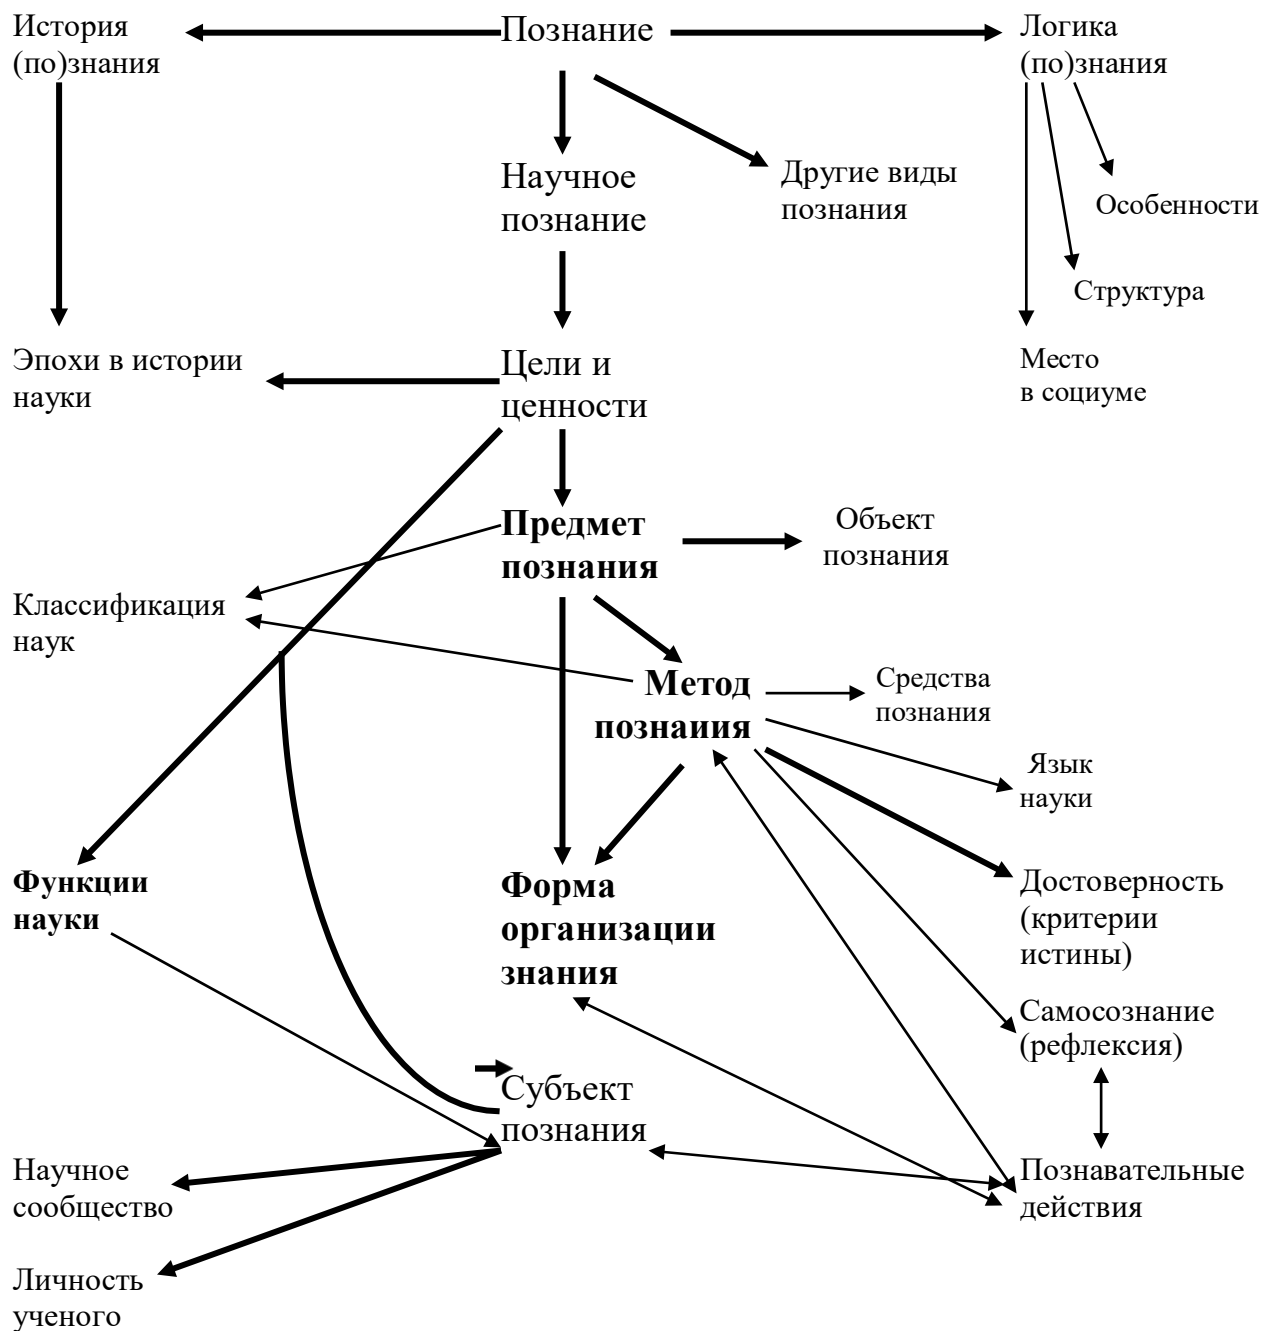 История
(по)знания
Познание
Логика
(по)знания
Научное
познание
Другие виды
познания
Особенности
Структура
Эпохи в истории
науки
Цели и
ценности
Место
в социуме
Предмет
познания
Объект
познания
Классификация
наук
Метод
познаиия
Средства
познания
Язык
науки
Функции
науки
Форма
организации
знания
Достоверность
(критерии
истины)
Самосознание
(рефлексия)
Субъект
познания
Научное
сообщество
Познавательные
действия
Личность
ученого